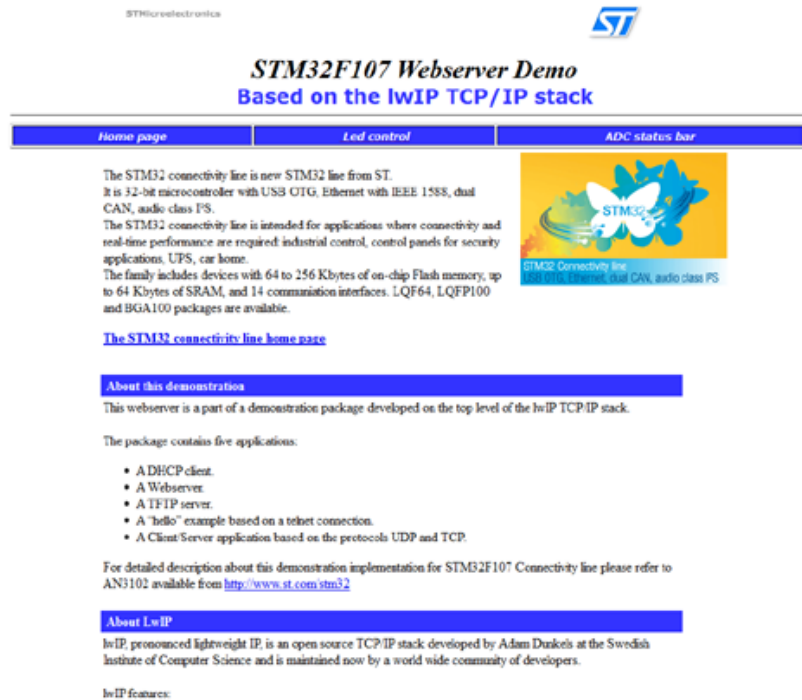 STMicroelectronics
STM32F107 Webserver Demo
Based on the lwIP TCP/IP stack
Home page
Led control
ADC status bar
The STM32 connectivity line is new STM32 line from ST.
It is 32-bit microcontroller with USB OTG, Ethernet with IEEE 1588, dual
CAN, audio class I²S.
The STM32 connectivity line is intended for applications where connectivity and
real-time performance are required: industrial control, control panels for security
applications, UPS, car home.
The family includes devices with 64 to 256 Kbytes of on-chip Flash memory, up
to 64 Kbytes of SRAM, and 14 communiation interfaces. LQF64, LQFP100
and BGA100 packages are available.
The STM32 connectivity line home page
STM32
STM32 Connectivity line
USB OTG, Ethernet, dual CAN, audio class I²S
About this demonstration
This webserver is a part of a demonstration package developed on the top level of the lwIP TCP/IP stack.
The package contains five applications:
• A DHCP client.
• A Webserver.
• A TFTP server.
• A "hello" example based on a telnet connection.
• A Client/Server application based on the protocols UDP and TCP.
For detailed description about this demonstration implementation for STM32F107 Connectivity line please refer to
AN3102 available from http://www.st.com/stm32
About LwIP
lwIP, pronounced lightweight IP, is an open source TCP/IP stack developed by Adam Dunkels at the Swedish
Institute of Computer Science and is maintained now by a world wide community of developers.
lwIP features: